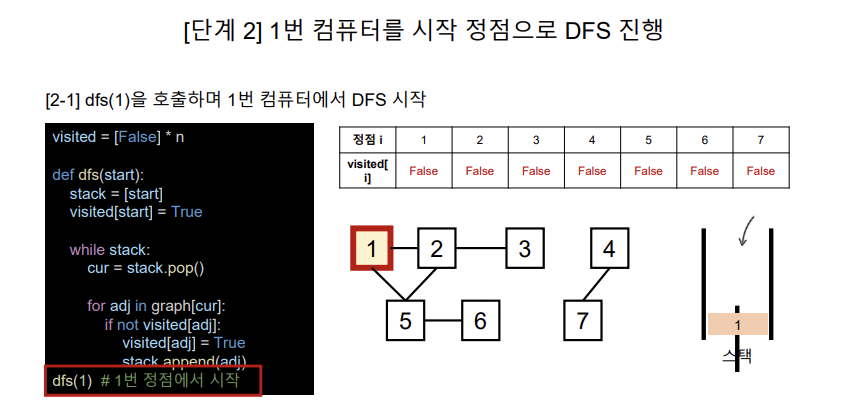 [단계 2] 1번 컴퓨터를 시작 정점으로 DFS 진행
[2-1] dfs(1)을 호출하며 1번 컴퓨터에서 DFS 시작
visited = [False] * n
def dfs(start):
stack = [start]
visited[start] = True
while stack:
cur = stack.pop()
for adj in graph[cur]:
if not visited[adj]:
visited[adj] = True
stack.append(adj)
dfs(1) # 1번 정점에서 시작
정점 i 1 2 3 4 5 6 7
visited[
i] False False False False False False False
1 2 3 4
5 6 7
1
스택